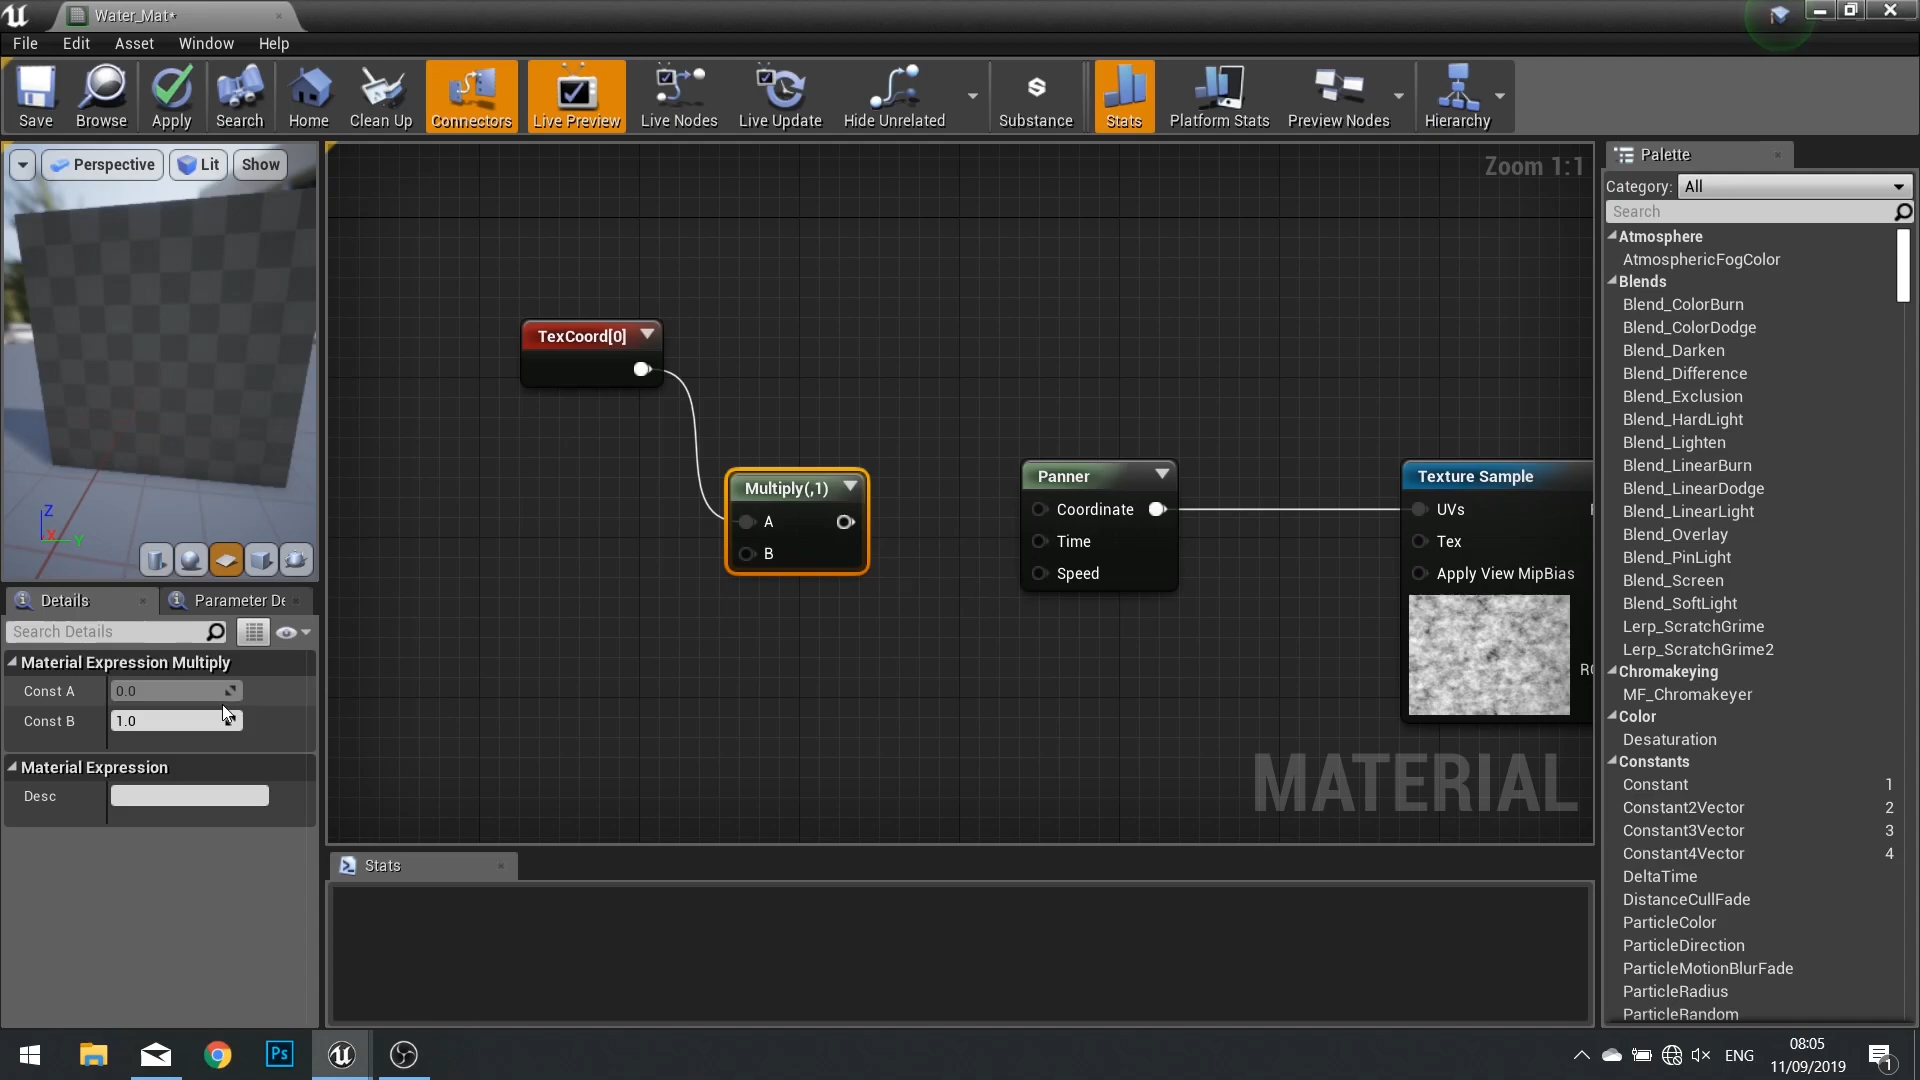 Water_Mat*
File Edit Asset Window Help
Save Browse Apply Search Home Clean Up Connectors Live Preview Live Nodes Live Update Hide Unrelated Substance Stats Platform Stats Preview Nodes Hierarchy
Perspective Lit Show
Z
X
Y
Zoom 1:1
TexCoord[0]
Multiply(,1)
A
B
Panner
Coordinate
Time
Speed
Texture Sample
UVs
Tex
Apply View MipBias
MATERIAL
Details Parameter De
Search Details
Material Expression Multiply
Const A 0.0
Const B 1.0
Material Expression
Desc
Stats
Palette
Category: All
Search
Atmosphere
AtmosphericFogColor
Blends
Blend_ColorBurn
Blend_ColorDodge
Blend_Darken
Blend_Difference
Blend_Exclusion
Blend_HardLight
Blend_Lighten
Blend_LinearBurn
Blend_LinearDodge
Blend_LinearLight
Blend_Overlay
Blend_PinLight
Blend_Screen
Blend_SoftLight
Lerp_ScratchGrime
Lerp_ScratchGrime2
Chromakeying
MF_Chromakeyer
Color
Desaturation
Constants
Constant 1
Constant2Vector 2
Constant3Vector 3
Constant4Vector 4
DeltaTime
DistanceCullFade
ParticleColor
ParticleDirection
ParticleMotionBlurFade
ParticleRadius
ParticleRandom
Ps
ENG
08:05
11/09/2019
1